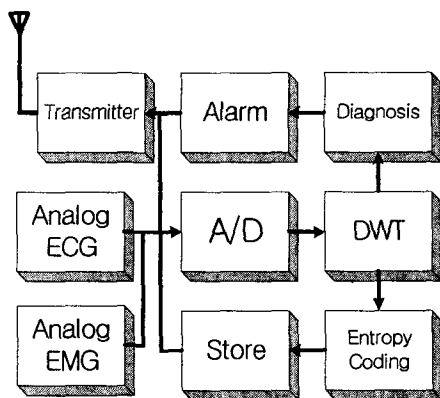 Transmitter
Alarm
Diagnosis
Analog
ECG
A/D
DWT
Analog
EMG
Store
Entropy
Coding